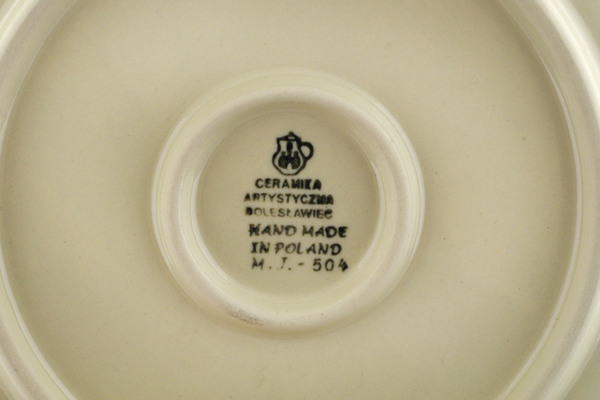 CERAMIKA
ARTYSTYCZNA
BOLESŁAWIEC
HAND MADE
IN POLAND
M.J.-504